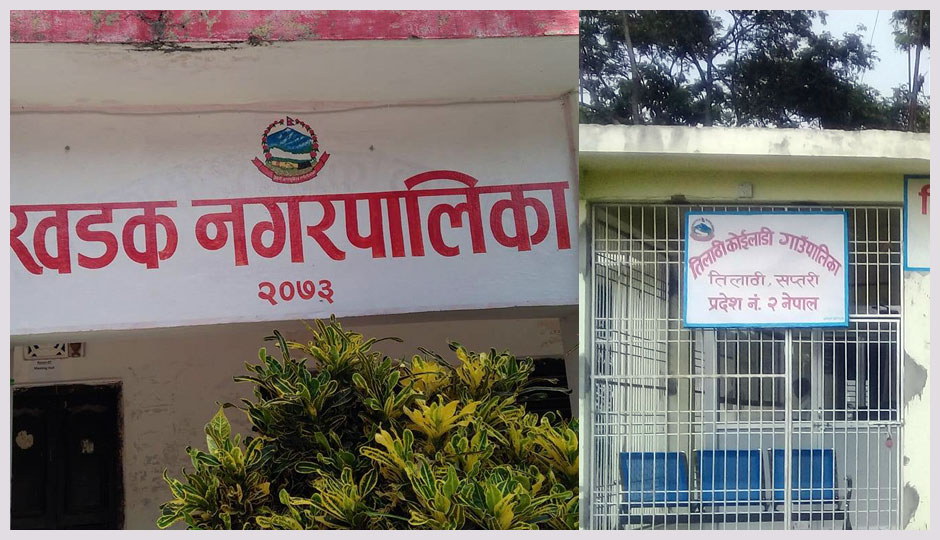 खडक नगरपालिका
२०७३
तिलाठी कोईलाडी गाउँपालिका
तिलाठी, सप्तरी
प्रदेश नं. २ नेपाल